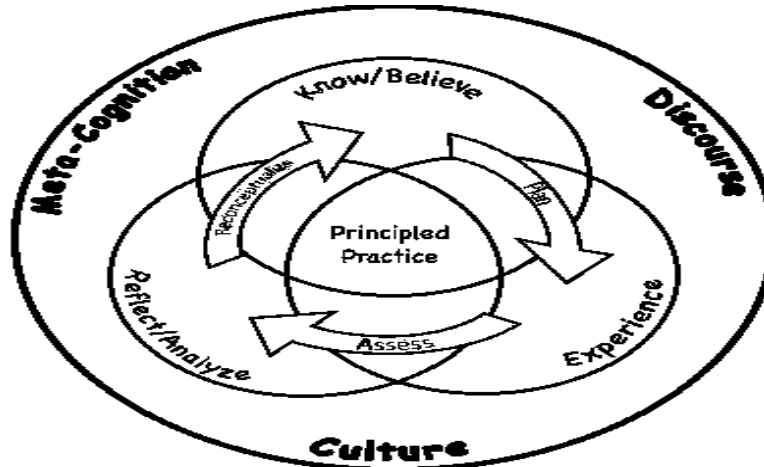 Meta-Cognition
Discourse
Know/Believe
Reconceptualize
Plan
Principled
Practice
Reflect/Analyze
Assess
Experience
Culture